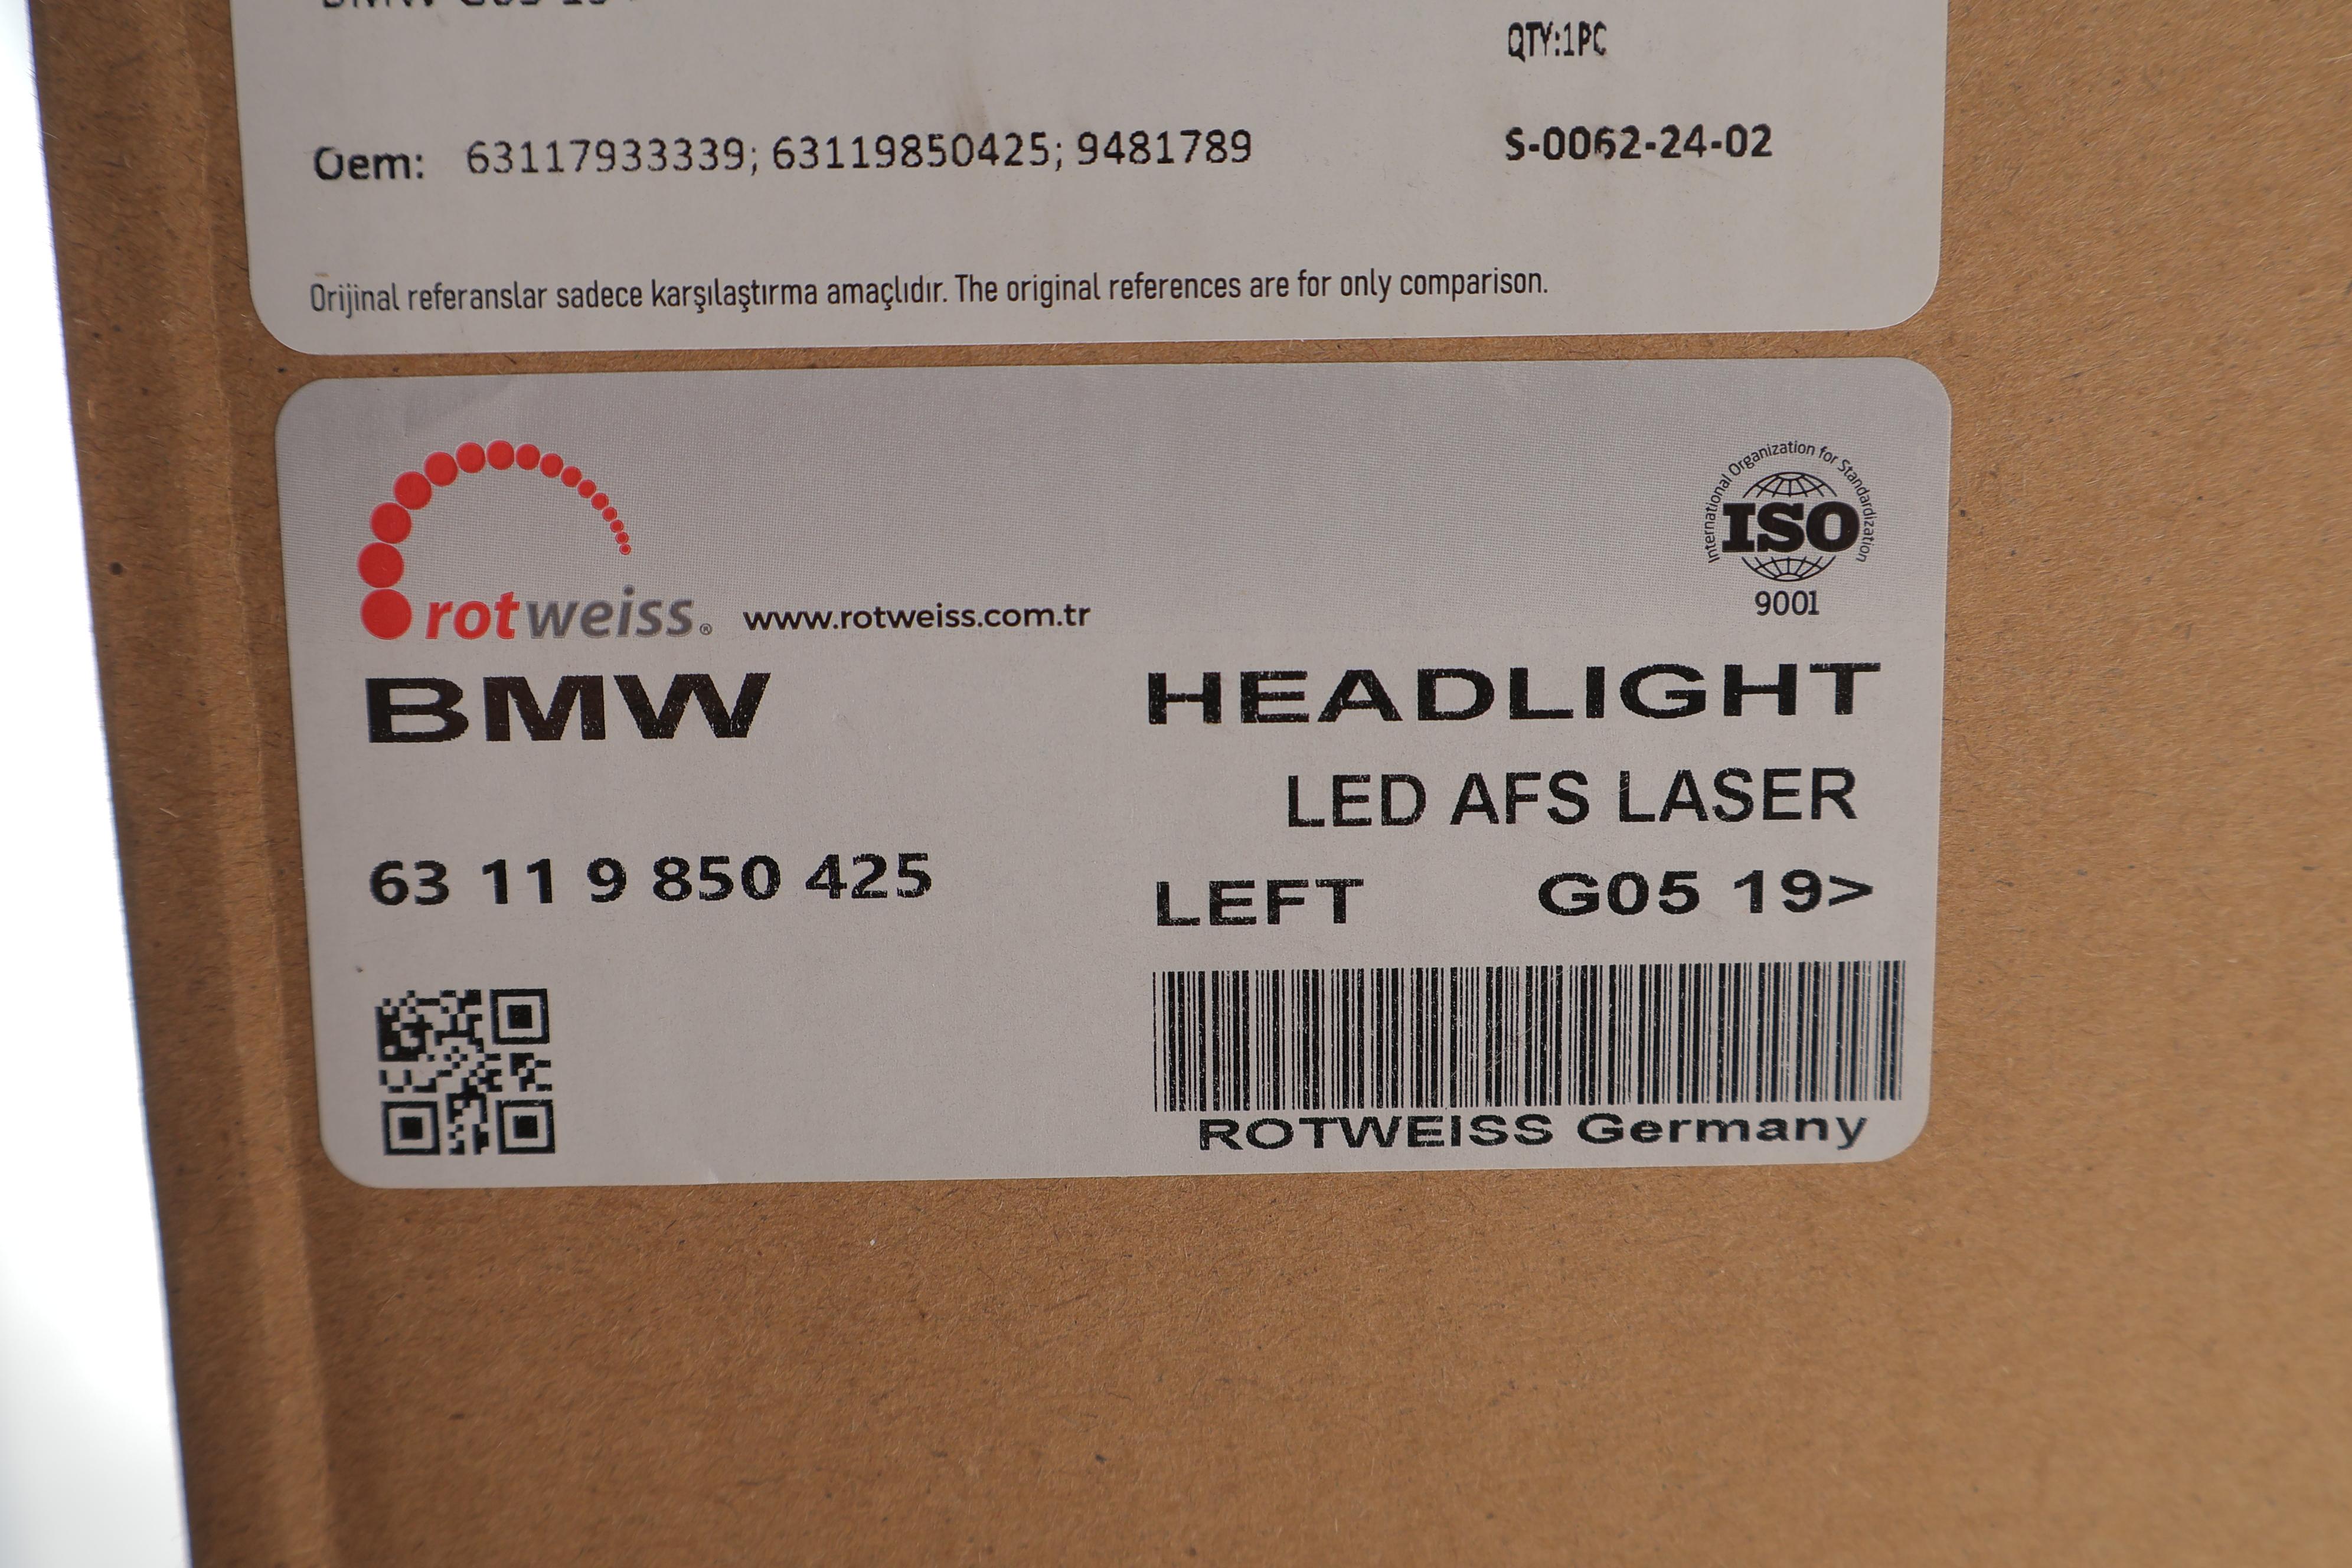 QTY:1PC
Oem: 63117933339; 63119850425; 9481789
S-0062-24-02
Orijinal referanslar sadece karşılaştırma amaçlıdır. The original references are for only comparison.
International Organization for Standardization
ISO
9001
rotweiss® www.rotweiss.com.tr
BMW
HEADLIGHT
LED AFS LASER
63 11 9 850 425
LEFT G05 19>
ROTWEISS Germany